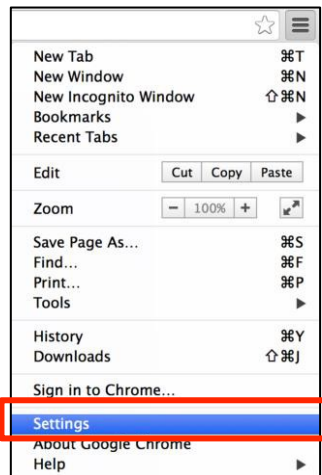 New Tab ⌘T
New Window ⌘N
New Incognito Window ⇧⌘N
Bookmarks ▶
Recent Tabs ▶
Edit Cut Copy Paste
Zoom − 100% +
Save Page As... ⌘S
Find... ⌘F
Print... ⌘P
Tools ▶
History ⌘Y
Downloads ⇧⌘J
Sign in to Chrome...
Settings
About Google Chrome
Help ▶